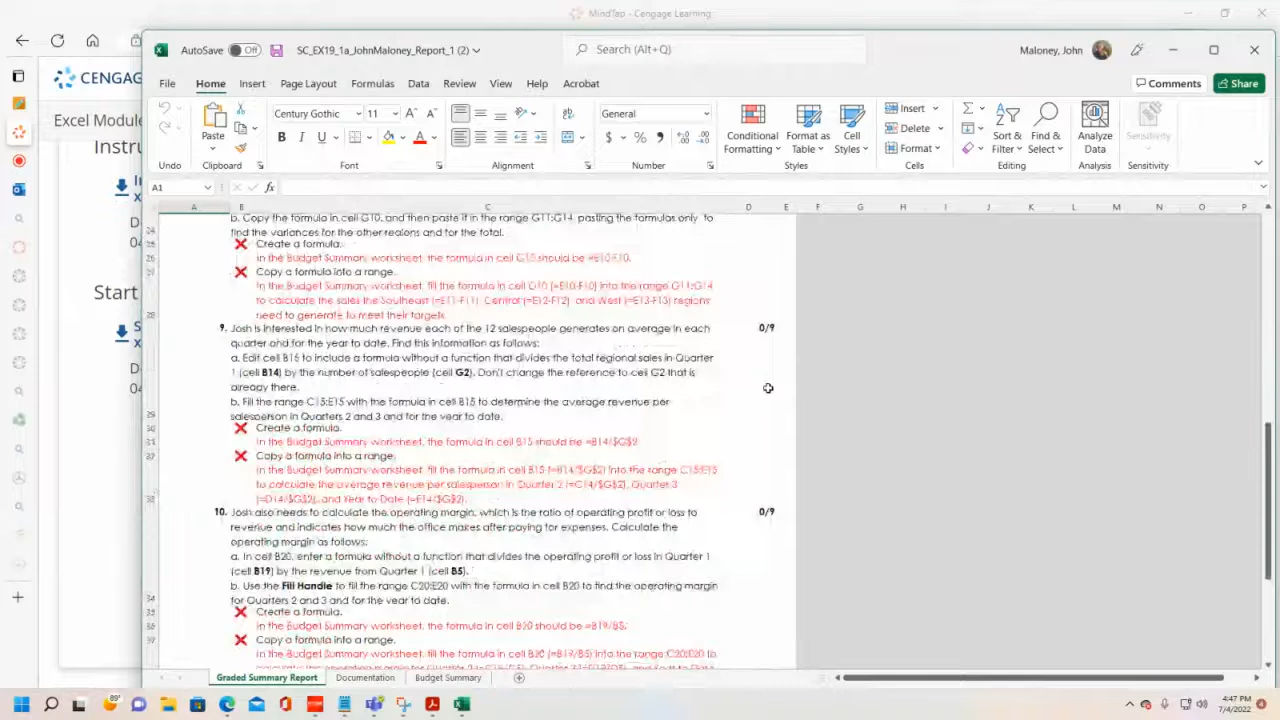 MindTap - Cengage Learning
AutoSave Off SC_EX19_1a_JohnMaloney_Report_1 (2) Search (Alt+Q) Maloney, John
CENGA
File Home Insert Page Layout Formulas Data Review View Help Acrobat Comments Share
Excel Module
Instru
Start
Century Gothic 11 General
Paste B I U Conditional Formatting Format as Table Cell Styles Insert Delete Format Sort & Filter Find & Select Analyze Data Sensitivity
Undo Clipboard Font Alignment Number Styles Cells Editing Analysis Sensitivity
A1 fx
A B C D E F G H I J K L M N O P
b. Copy the formula in cell G10, and then paste it in the range G11:G14 pasting the formulas only to
find the variances for the other regions and for the total.
Create a formula.
In the Budget Summary worksheet, the formula in cell G10 should be =E10-F10.
Copy a formula into a range.
In the Budget Summary worksheet, fill the formula in cell G10 (=E10-F10) into the range G11:G14
to calculate the sales the Southeast (=E11-F11), Central (=E12-F12) and West (=E13-F13) regions
need to generate to meet their targets.
9. Josh is interested in how much revenue each of the 12 salespeople generates on average in each 0/9
quarter and for the year to date. Find this information as follows:
a. Edit cell B15 to include a formula without a function that divides the total regional sales in Quarter
1 (cell B14) by the number of salespeople (cell G2). Don't change the reference to cell G2 that is
already there.
b. Fill the range C15:E15 with the formula in cell B15 to determine the average revenue per
salesperson in Quarters 2 and 3 and for the year to date.
Create a formula.
In the Budget Summary worksheet, the formula in cell B15 should be =B14/$G$2.
Copy a formula into a range.
In the Budget Summary worksheet, fill the formula in cell B15 (=B14/$G$2) into the range C15:E15
to calculate the average revenue per salesperson in Quarter 2 (=C14/$G$2), Quarter 3
(=D14/$G$2), and Year to Date (=E14/$G$2).
10. Josh also needs to calculate the operating margin, which is the ratio of operating profit or loss to 0/9
revenue and indicates how much the office makes after paying for expenses. Calculate the
operating margin as follows:
a. In cell B20, enter a formula without a function that divides the operating profit or loss in Quarter 1
(cell B19) by the revenue from Quarter 1 (cell B5).
b. Use the Fill Handle to fill the range C20:E20 with the formula in cell B20 to find the operating margin
for Quarters 2 and 3 and for the year to date.
Create a formula.
In the Budget Summary worksheet, the formula in cell B20 should be =B19/B5.
Copy a formula into a range.
In the Budget Summary worksheet, fill the formula in cell B20 (=B19/B5) into the range C20:E20 to
Graded Summary Report Documentation Budget Summary
89°
4:47 PM
7/4/2022